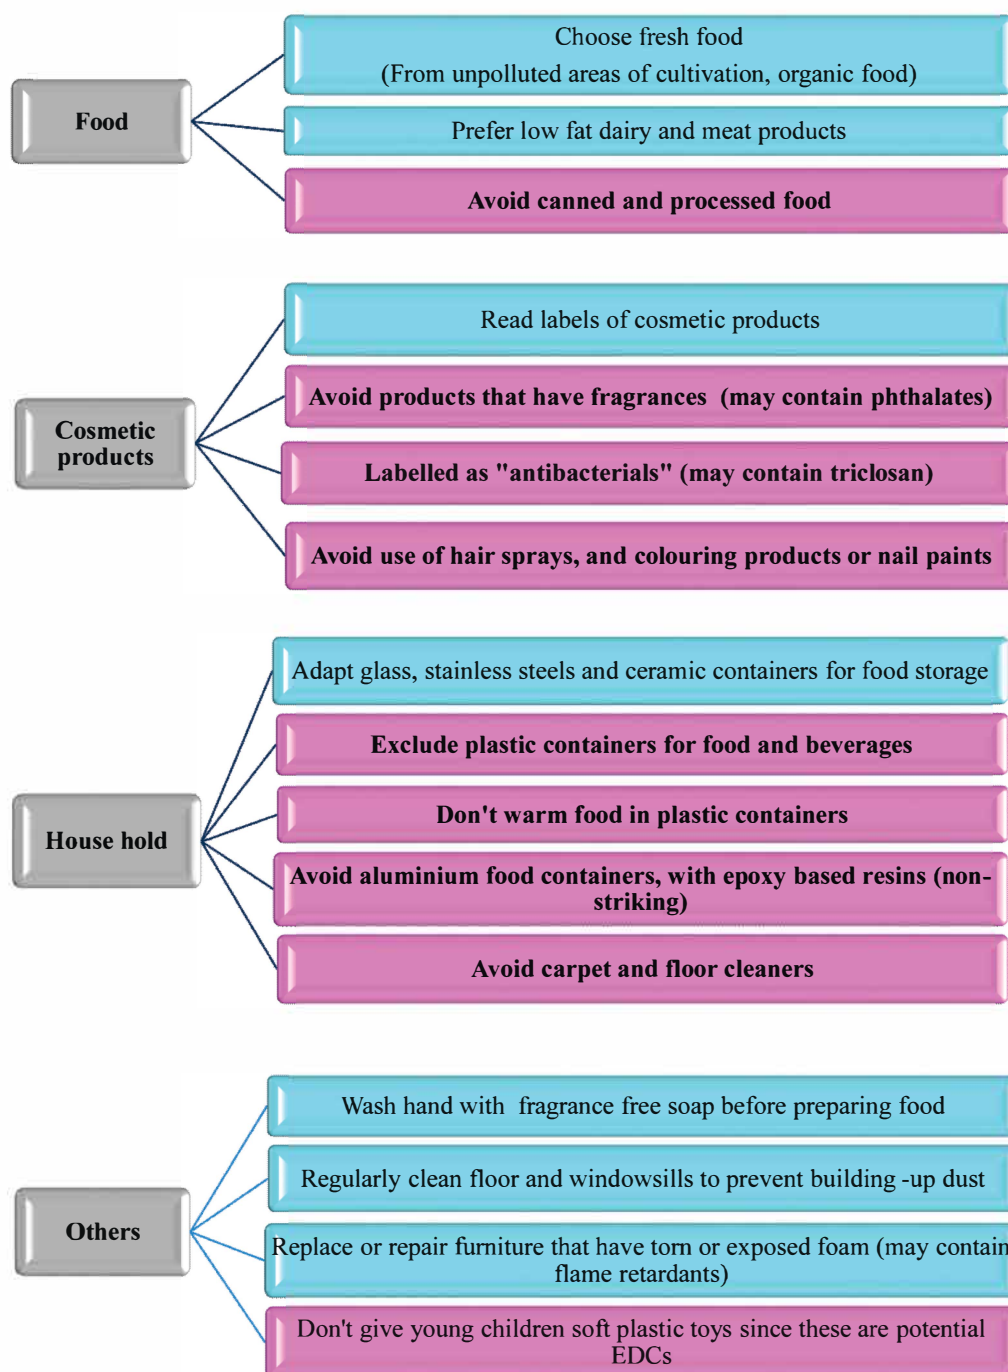 Food
Choose fresh food
(From unpolluted areas of cultivation, organic food)
Prefer low fat dairy and meat products
Avoid canned and processed food
Cosmetic
products
Read labels of cosmetic products
Avoid products that have fragrances (may contain phthalates)
Labelled as "antibacterials" (may contain triclosan)
Avoid use of hair sprays, and colouring products or nail paints
House hold
Adapt glass, stainless steels and ceramic containers for food storage
Exclude plastic containers for food and beverages
Don't warm food in plastic containers
Avoid aluminium food containers, with epoxy based resins (non-
striking)
Avoid carpet and floor cleaners
Others
Wash hand with fragrance free soap before preparing food
Regularly clean floor and windowsills to prevent building -up dust
Replace or repair furniture that have torn or exposed foam (may contain
flame retardants)
Don't give young children soft plastic toys since these are potential
EDCs